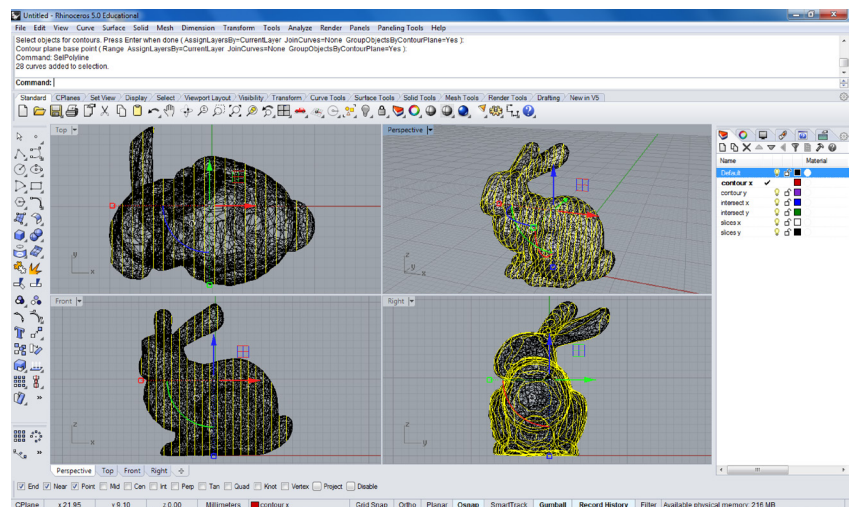 Untitled - Rhinoceros 5.0 Educational
File Edit View Curve Surface Solid Mesh Dimension Transform Tools Analyze Render Panels Paneling Tools Help
Select objects for contours. Press Enter when done ( AssignLayersBy=CurrentLayer JoinCurves=None GroupObjectsByContourPlane=Yes ):
Contour plane base point ( Range AssignLayersBy=CurrentLayer JoinCurves=None GroupObjectsByContourPlane=Yes ):
Command: SelPolyline
28 curves added to selection.
Command:
Standard CPlanes Set View Display Select Viewport Layout Visibility Transform Curve Tools Surface Tools Solid Tools Mesh Tools Render Tools Drafting New in V5
Top
Perspective
Name Material
Default
contour x
contour y
intersect x
intersect y
slices x
slices y
y
x
z
y
x
Front
Right
z
x
z
y
Perspective Top Front Right
End Near Point Mid Cen Int Perp Tan Quad Knot Vertex Project Disable
CPlane x 21.95 y 9.10 z 0.00 Millimeters contour x Grid Snap Ortho Planar Osnap SmartTrack Gumball Record History Filter Available physical memory: 216 MB